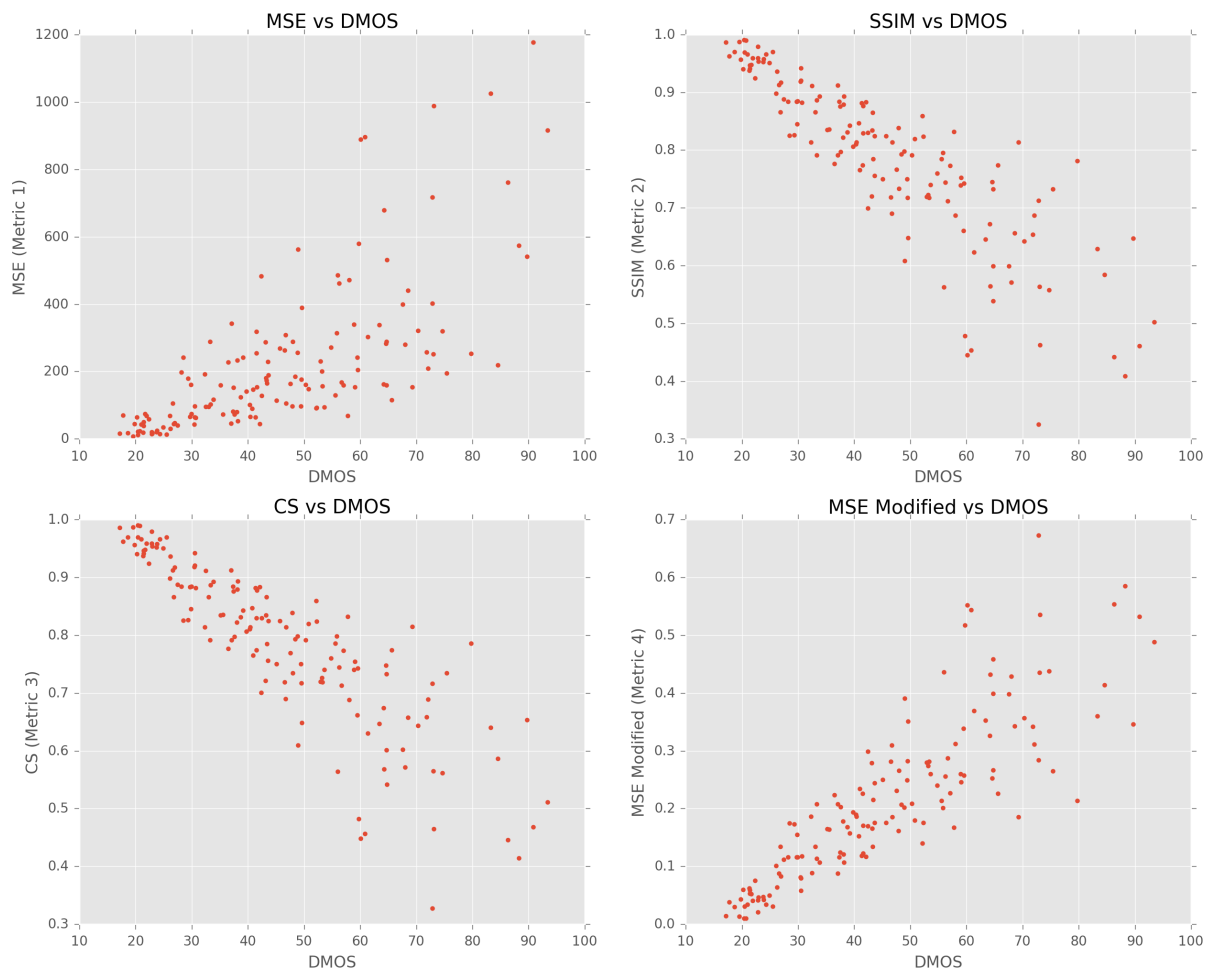 MSE vs DMOS
1200
1000
800
600
400
200
0
10 20 30 40 50 60 70 80 90 100
MSE (Metric 1)
DMOS
SSIM vs DMOS
1.0
0.9
0.8
0.7
0.6
0.5
0.4
0.3
10 20 30 40 50 60 70 80 90 100
SSIM (Metric 2)
DMOS
CS vs DMOS
1.0
0.9
0.8
0.7
0.6
0.5
0.4
0.3
10 20 30 40 50 60 70 80 90 100
CS (Metric 3)
DMOS
MSE Modified vs DMOS
0.7
0.6
0.5
0.4
0.3
0.2
0.1
0.0
10 20 30 40 50 60 70 80 90 100
MSE Modified (Metric 4)
DMOS